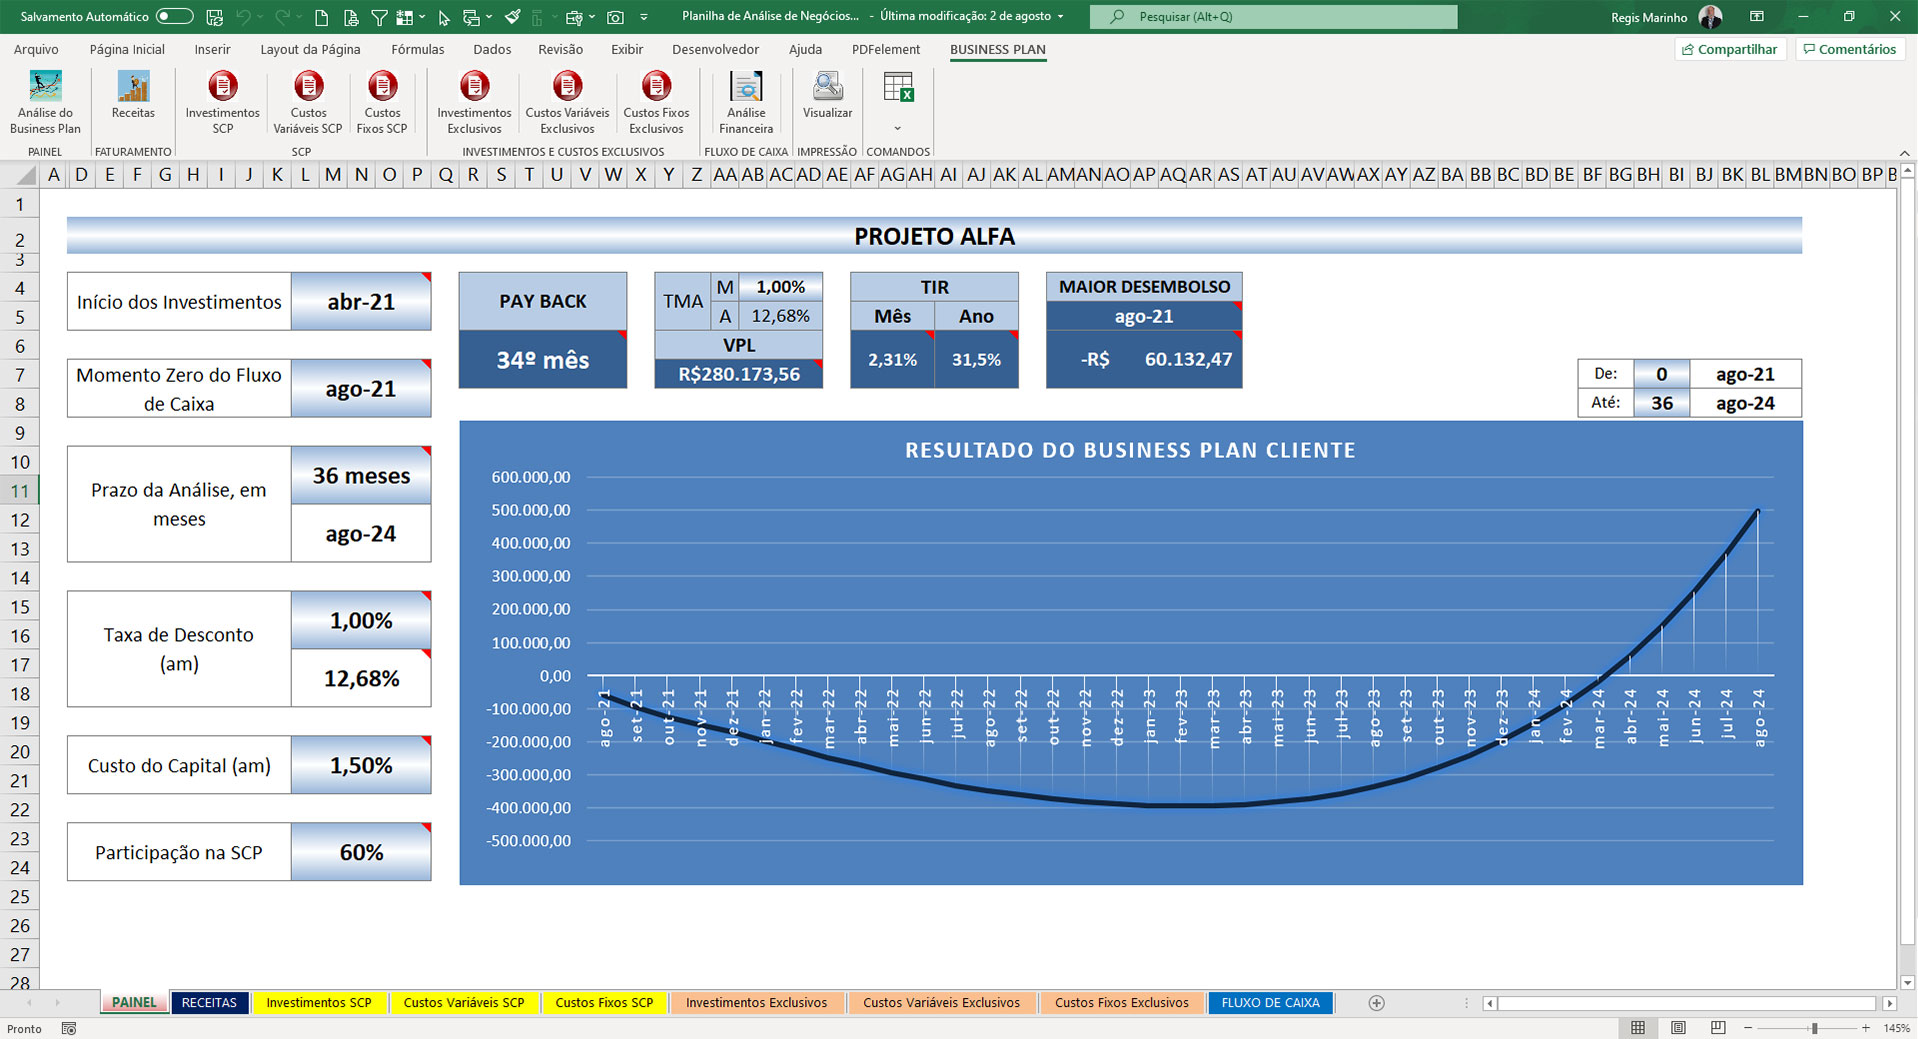 Salvamento Automático
Planilha de Análise de Negócios... - Última modificação: 2 de agosto
Pesquisar (Alt+Q)
Regis Marinho
Arquivo Página Inicial Inserir Layout da Página Fórmulas Dados Revisão Exibir Desenvolvedor Ajuda PDFelement BUSINESS PLAN
Compartilhar Comentários
Análise do Business Plan
Receitas
Investimentos SCP
Custos Variáveis SCP
Custos Fixos SCP
Investimentos Exclusivos
Custos Variáveis Exclusivos
Custos Fixos Exclusivos
Análise Financeira
Visualizar
PAINEL FATURAMENTO SCP INVESTIMENTOS E CUSTOS EXCLUSIVOS FLUXO DE CAIXA IMPRESSÃO COMANDOS
A D E F G H I J K L M N O P Q R S T U V W X Y Z AA AB AC AD AE AF AG AH AI AJ AK AL AM AN AO AP AQ AR AS AT AU AV AW AX AY AZ BA BB BC BD BE BF BG BH BI BJ BK BL BM BN BO BP B
1
2
3
4
5
6
7
8
9
10
11
12
13
14
15
16
17
18
19
20
21
22
23
24
25
26
27
28
PROJETO ALFA
Início dos Investimentos
abr-21
Momento Zero do Fluxo
de Caixa
ago-21
Prazo da Análise, em
meses
36 meses
ago-24
Taxa de Desconto
(am)
1,00%
12,68%
Custo do Capital (am)
1,50%
Participação na SCP
60%
PAY BACK
34º mês
TMA
M 1,00%
A 12,68%
VPL
R$280.173,56
TIR
Mês Ano
2,31% 31,5%
MAIOR DESEMBOLSO
ago-21
-R$ 60.132,47
De: 0 ago-21
Até: 36 ago-24
RESULTADO DO BUSINESS PLAN CLIENTE
600.000,00
500.000,00
400.000,00
300.000,00
200.000,00
100.000,00
0,00
-100.000,00
-200.000,00
-300.000,00
-400.000,00
-500.000,00
ago-21 set-21 out-21 nov-21 dez-21 jan-22 fev-22 mar-22 abr-22 mai-22 jun-22 jul-22 ago-22 set-22 out-22 nov-22 dez-22 jan-23 fev-23 mar-23 abr-23 mai-23 jun-23 jul-23 ago-23 set-23 out-23 nov-23 dez-23 jan-24 fev-24 mar-24 abr-24 mai-24 jun-24 jul-24 ago-24
PAINEL RECEITAS Investimentos SCP Custos Variáveis SCP Custos Fixos SCP Investimentos Exclusivos Custos Variáveis Exclusivos Custos Fixos Exclusivos FLUXO DE CAIXA
Pronto
145%